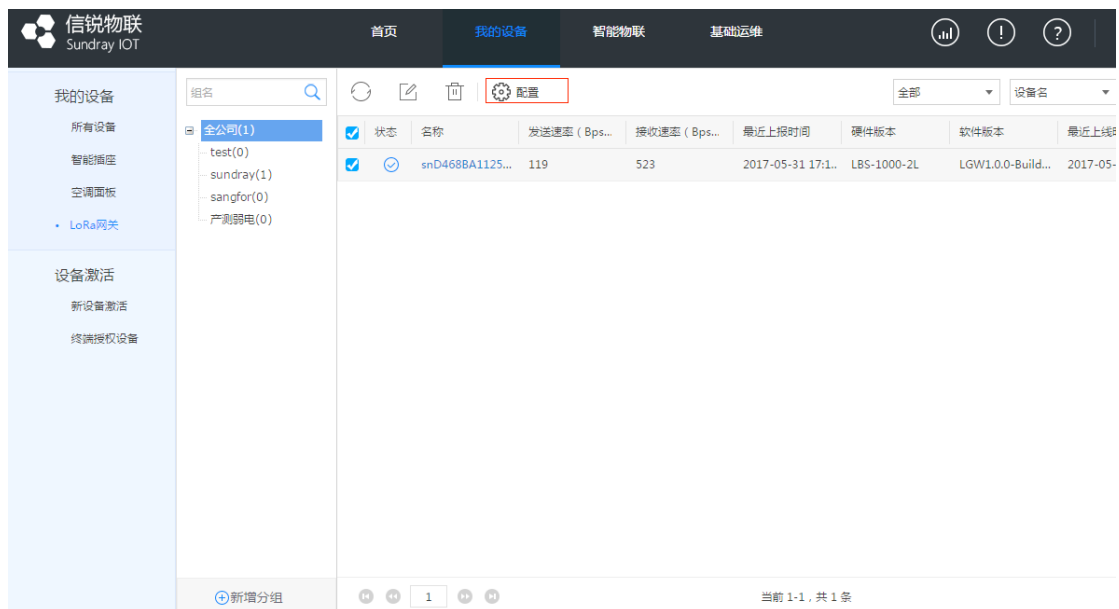 信锐物联
Sundray IOT
首页 我的设备 智能物联 基础运维
我的设备
所有设备
智能插座
空调面板
LoRa网关
设备激活
新设备激活
终端授权设备
组名
全公司(1)
test(0)
sundray(1)
sangfor(0)
产测弱电(0)
新增分组
配置 全部 设备名
状态 名称 发送速率 ( Bps... 接收速率 ( Bps... 最近上报时间 硬件版本 软件版本 最近上线时
snD468BA1125... 119 523 2017-05-31 17:1.. LBS-1000-2L LGW1.0.0-Build... 2017-05-
1 当前 1-1 , 共 1 条